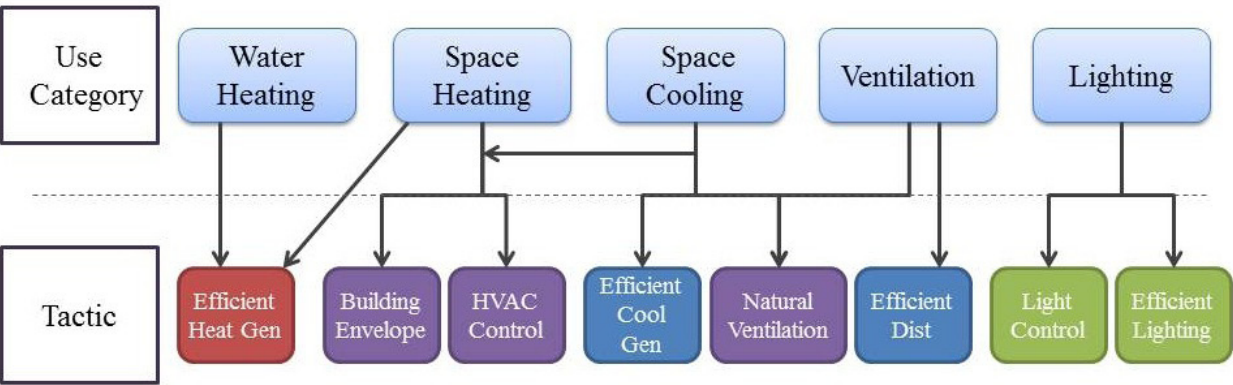 Use
Category
Water
Heating
Space
Heating
Space
Cooling
Ventilation
Lighting
Tactic
Efficient
Heat Gen
Building
Envelope
HVAC
Control
Efficient
Cool
Gen
Natural
Ventilation
Efficient
Dist
Light
Control
Efficient
Lighting